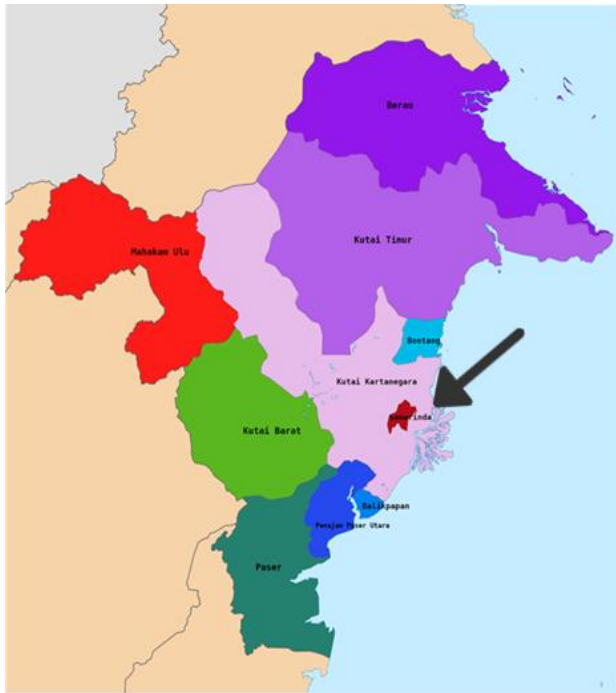 Berau
Kutai Timur
Mahakam Ulu
Bontang
Kutai Kartanegara
Samarinda
Kutai Barat
Balikpapan
Penajam Paser Utara
Paser